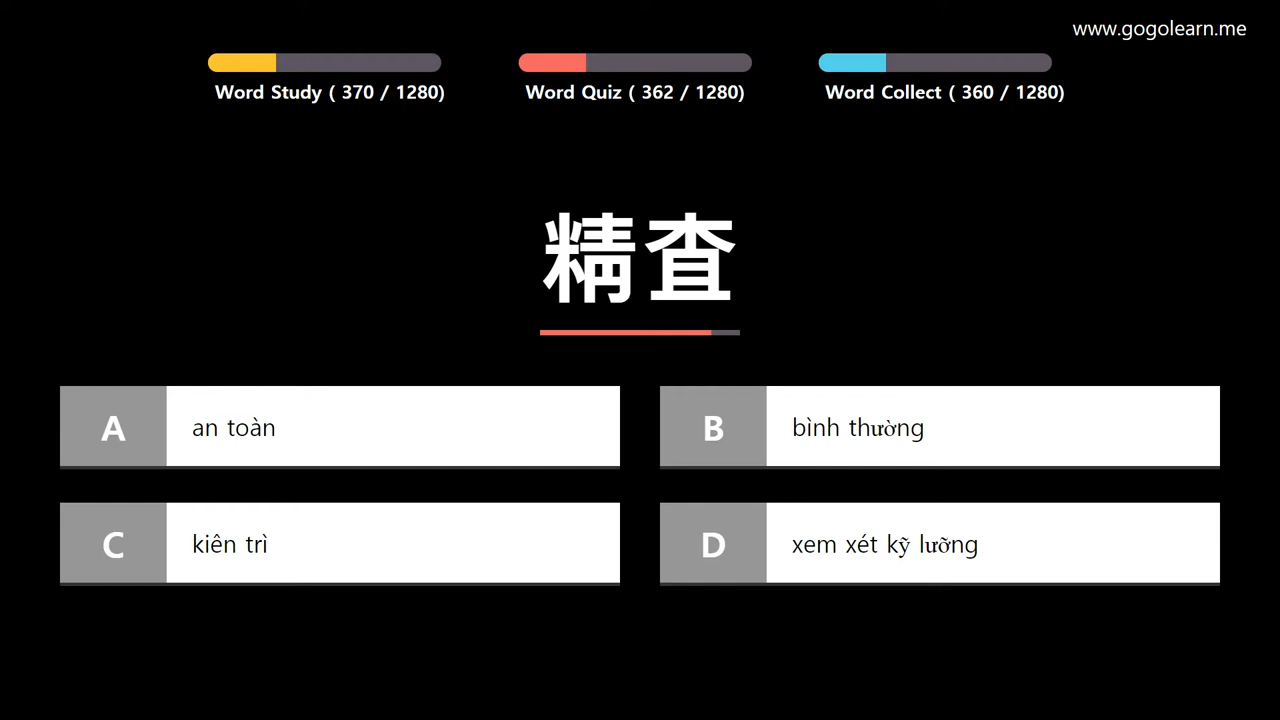 www.gogolearn.me
Word Study ( 370 / 1280)
Word Quiz ( 362 / 1280)
Word Collect ( 360 / 1280)
精査
A an toàn
B bình thường
C kiên trì
D xem xét kỹ lưỡng